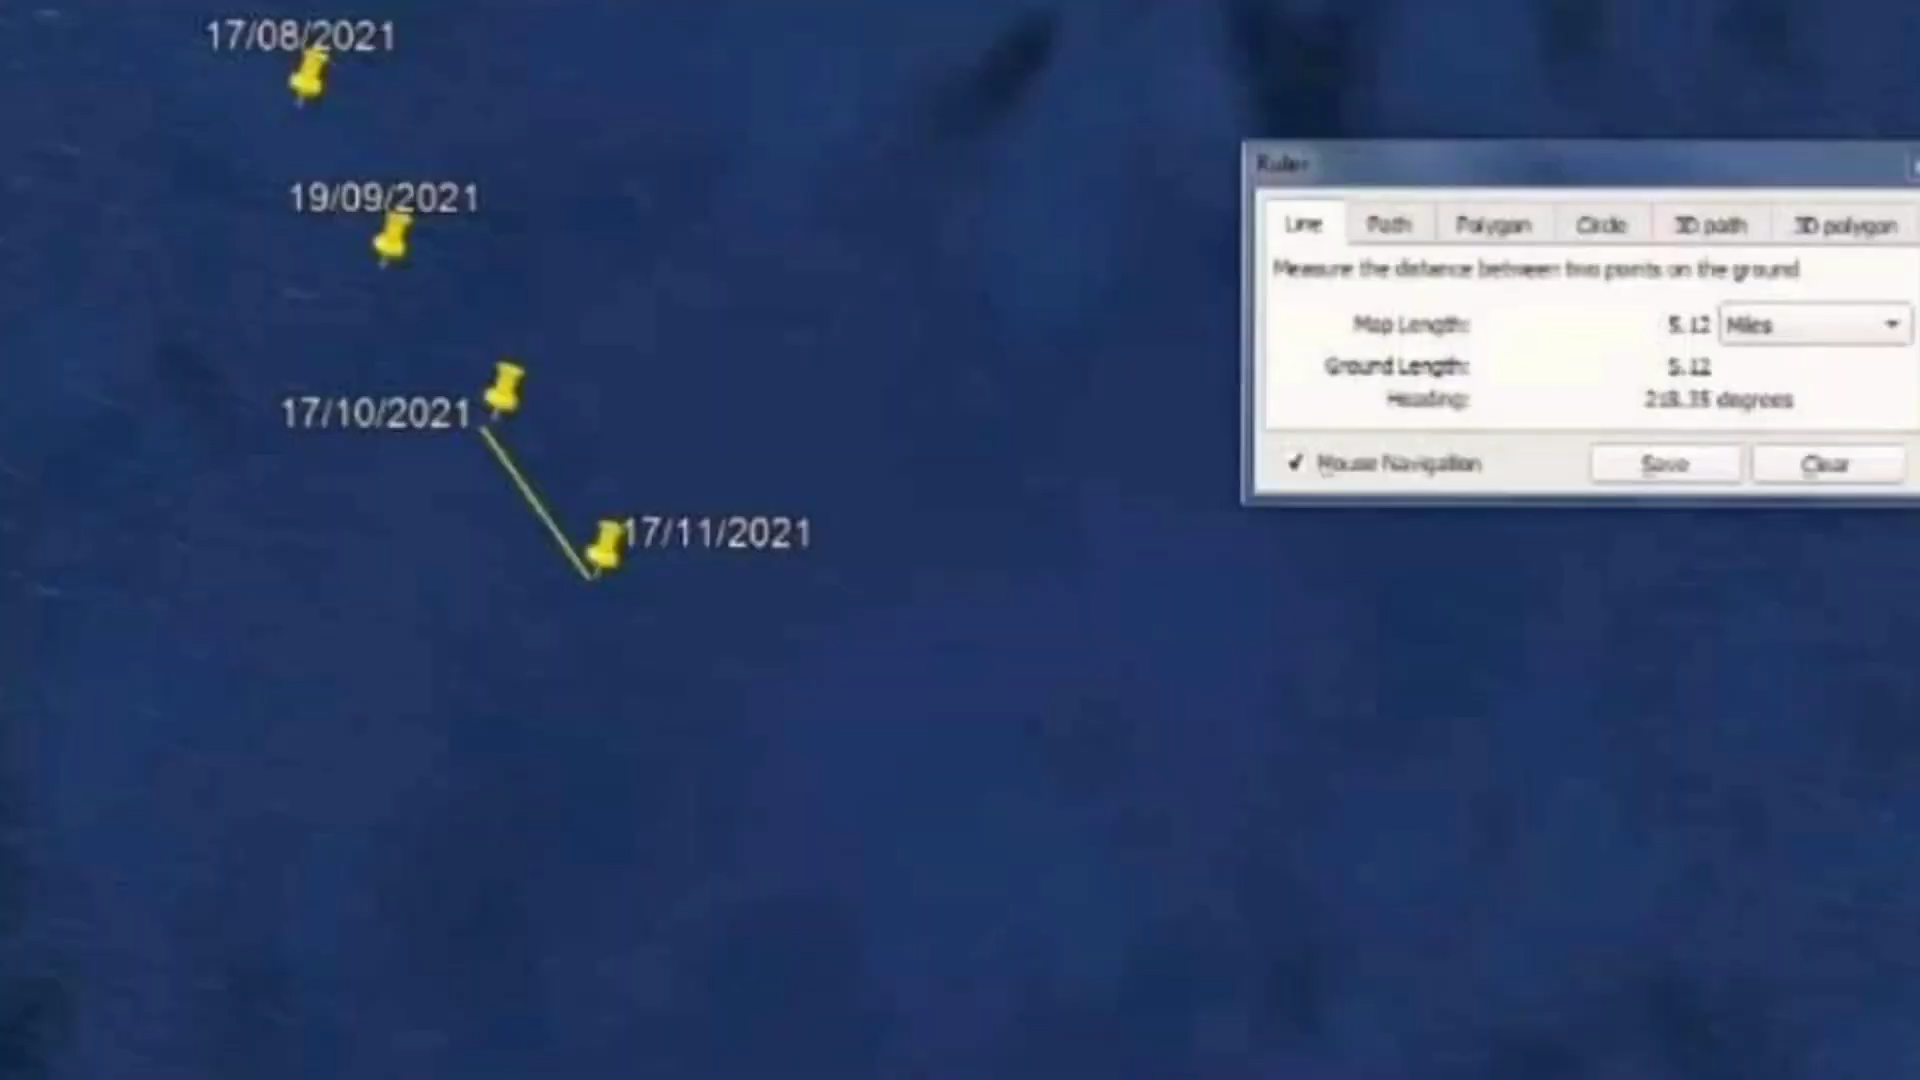 17/08/2021
19/09/2021
17/10/2021
17/11/2021
Ruler
Line Path Polygon Circle 3D path 3D polygon
Measure the distance between two points on the ground
Map Length: 5.12 Miles
Ground Length: 5.12
Heading: degrees
Mouse Navigation Save Clear